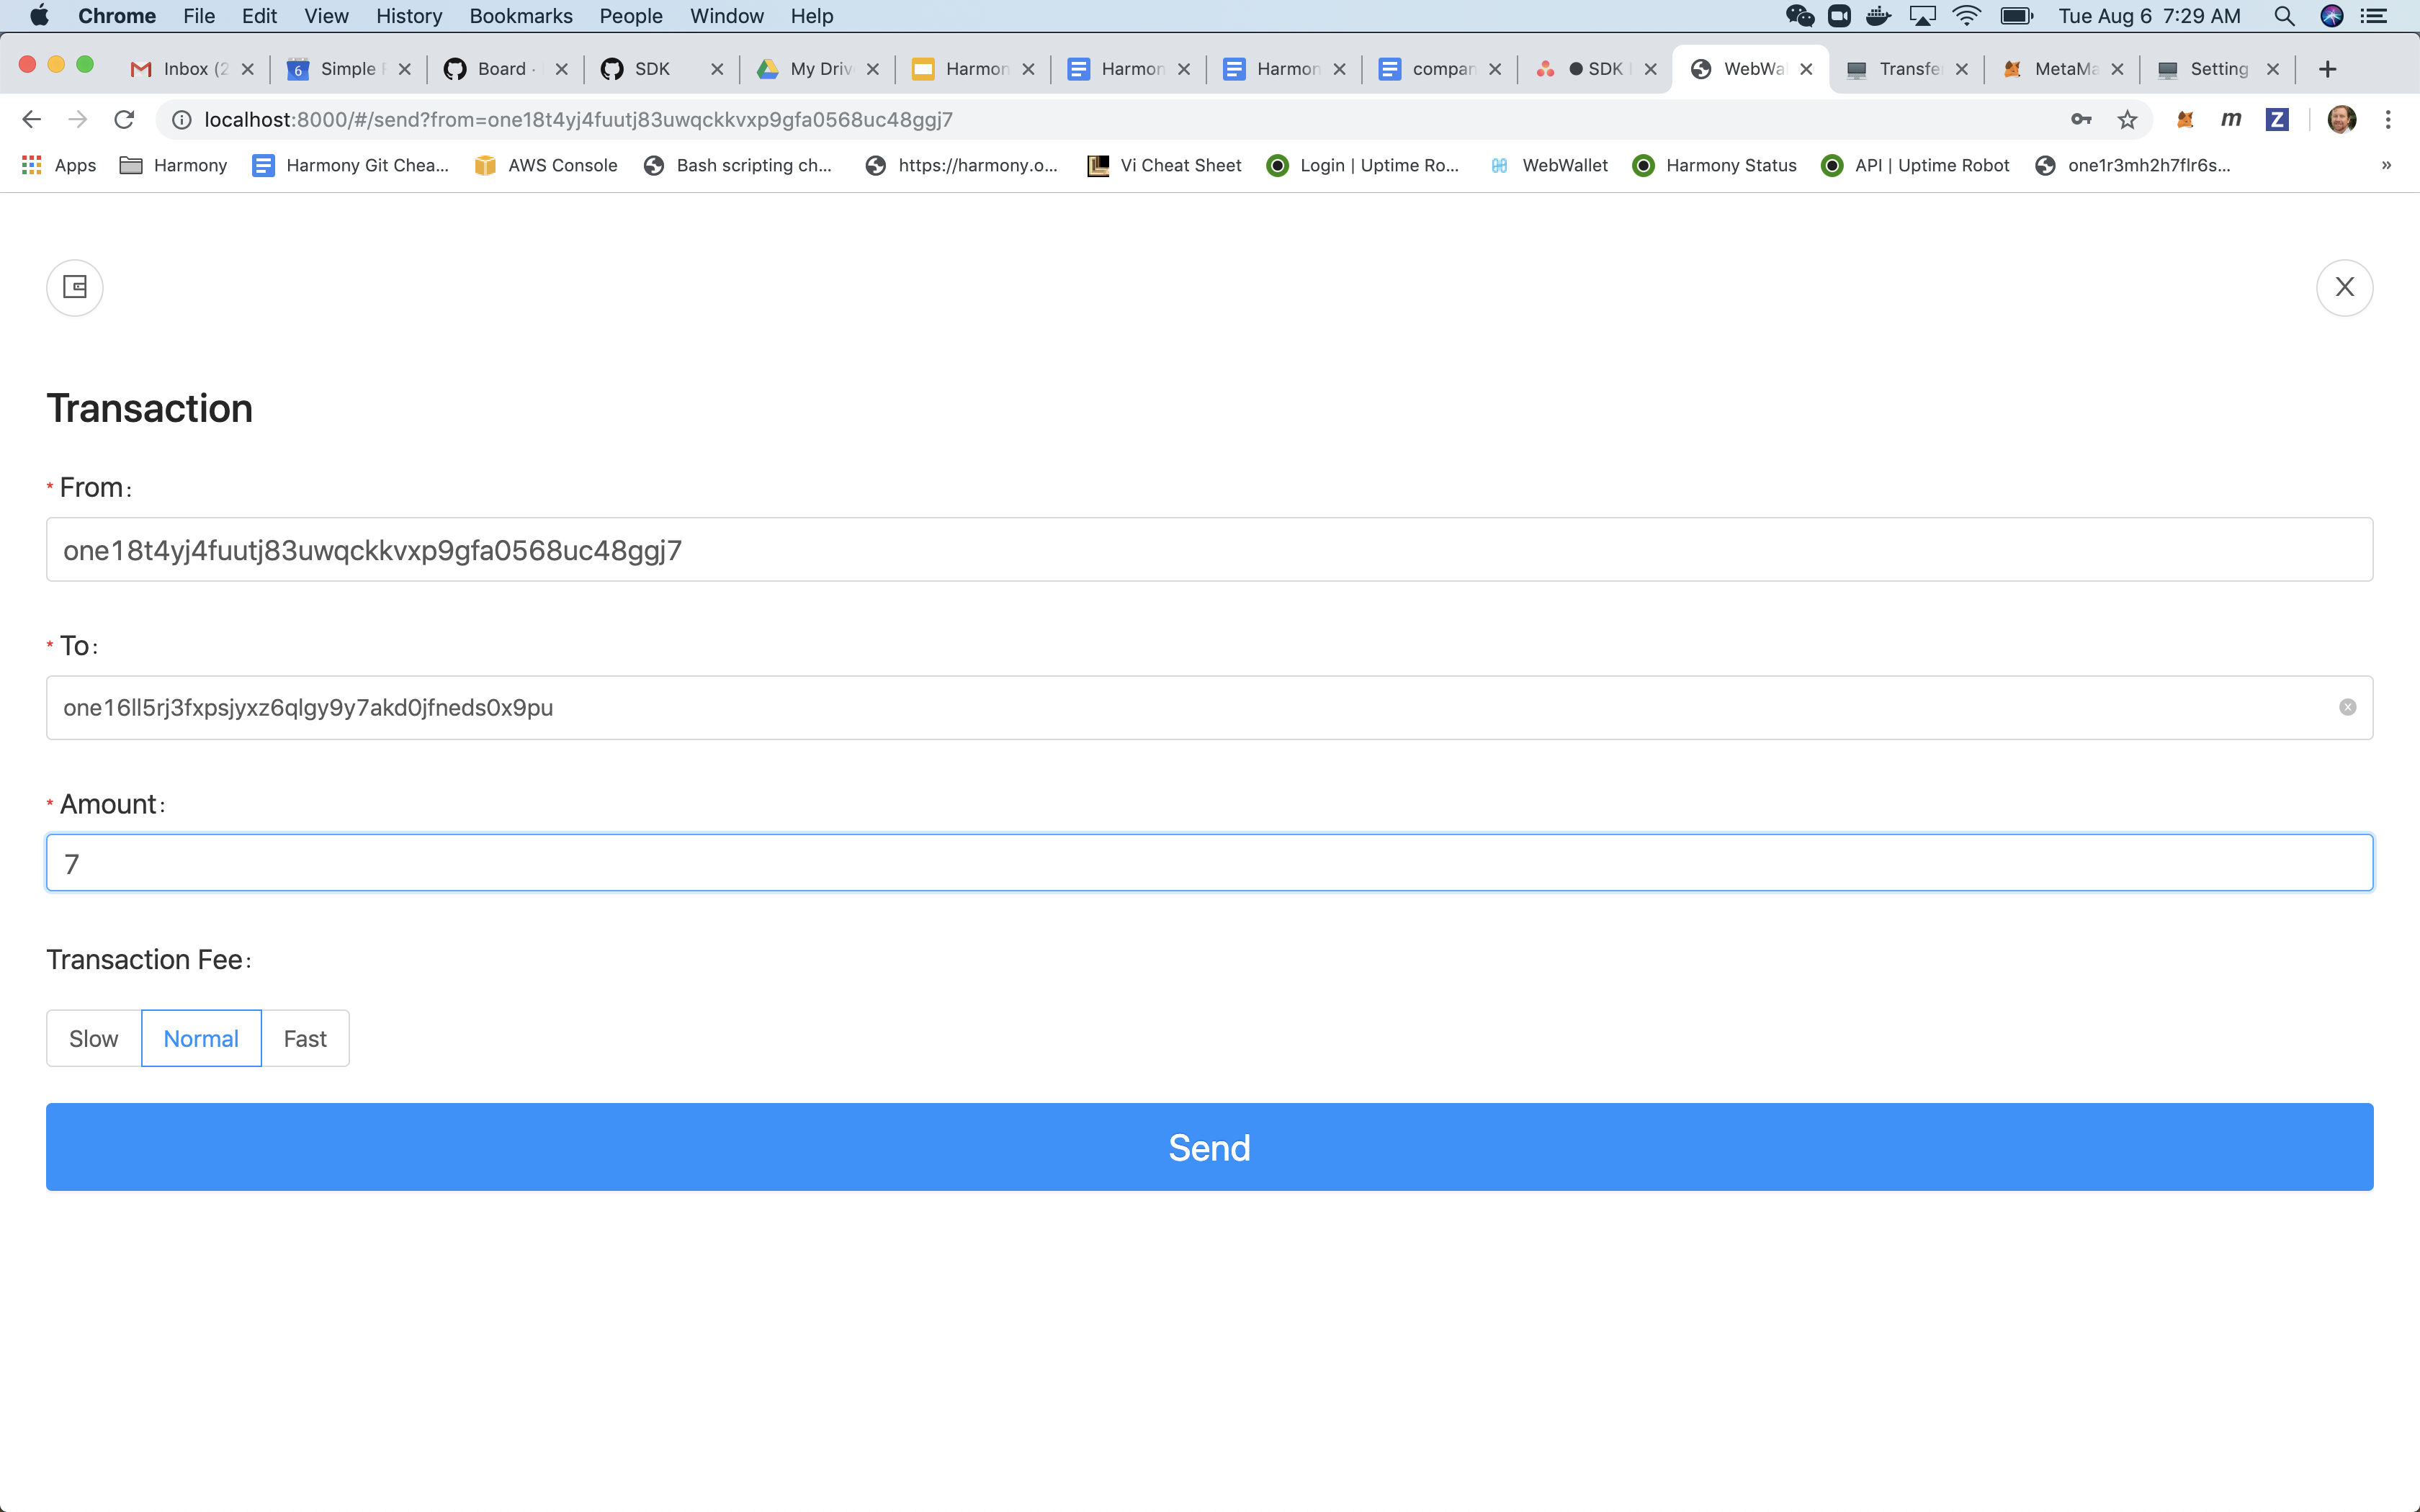 Chrome File Edit View History Bookmarks People Window Help Tue Aug 6 7:29 AM
Inbox (2 Simple Board · SDK My Driv Harmon Harmon Harmon compan SDK WebWal Transfe MetaMa Setting
localhost:8000/#/send?from=one18t4yj4fuutj83uwqckkvxp9gfa0568uc48ggj7 m Z
Apps Harmony Harmony Git Chea... AWS Console Bash scripting ch... https://harmony.o... Vi Cheat Sheet Login | Uptime Ro... WebWallet Harmony Status API | Uptime Robot one1r3mh2h7flr6s... »
Transaction
* From:
one18t4yj4fuutj83uwqckkvxp9gfa0568uc48ggj7
* To:
one16ll5rj3fxpsjyxz6qlgy9y7akd0jfneds0x9pu
* Amount:
7
Transaction Fee:
Slow Normal Fast
Send